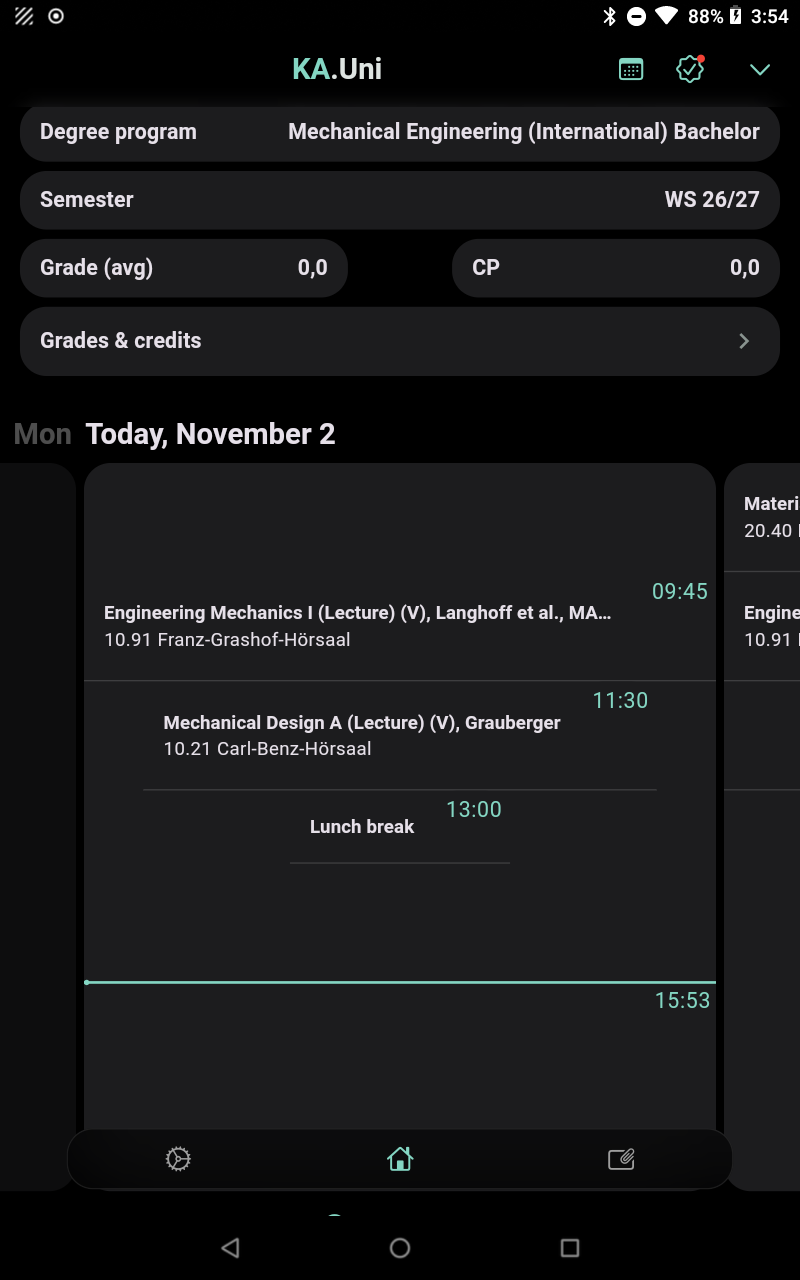 88% 3:54
KA.Uni
Degree program Mechanical Engineering (International) Bachelor
Semester WS 26/27
Grade (avg) 0,0 CP 0,0
Grades & credits
Mon Today, November 2
Materi
20.40
09:45
Engineering Mechanics I (Lecture) (V), Langhoff et al., MA…
10.91 Franz-Grashof-Hörsaal
Engine
10.91
11:30
Mechanical Design A (Lecture) (V), Grauberger
10.21 Carl-Benz-Hörsaal
13:00
Lunch break
15:53